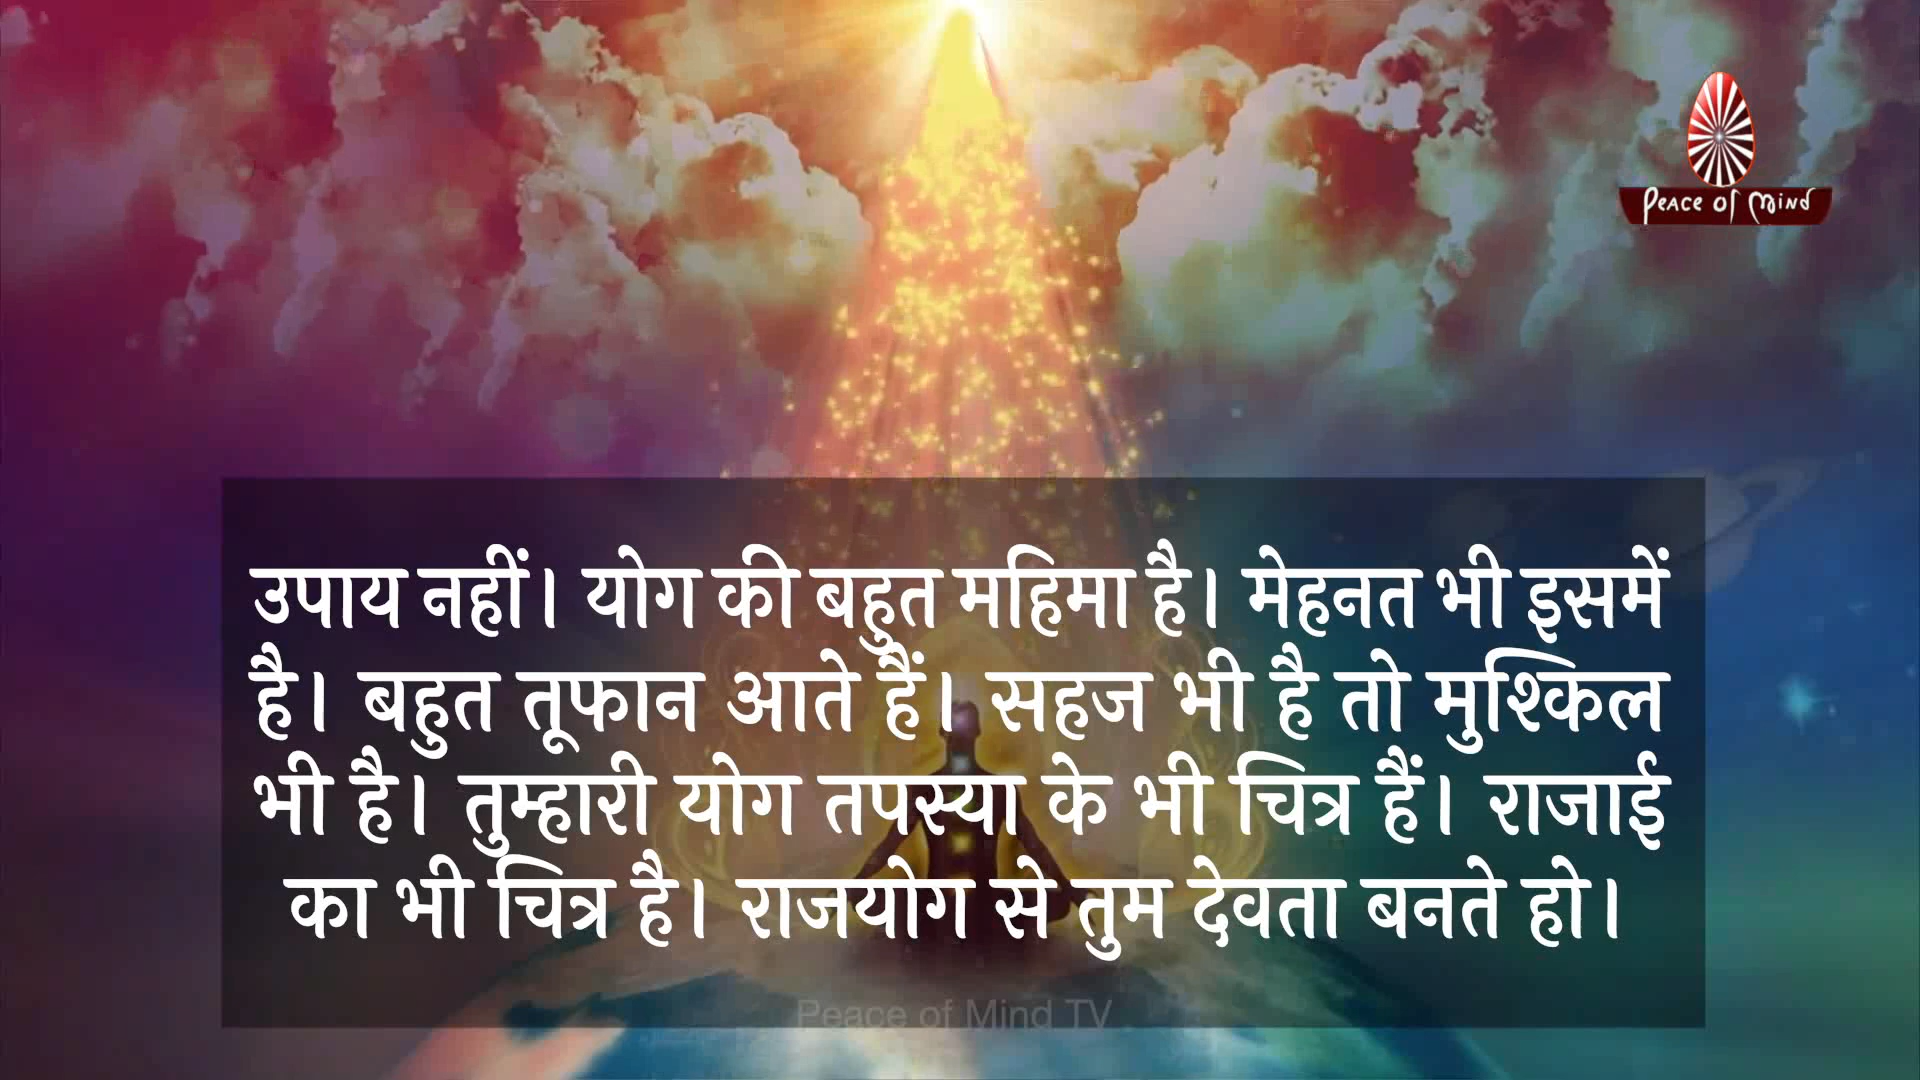 Peace of Mind
उपाय नहीं। योग की बहुत महिमा है। मेहनत भी इसमें
है। बहुत तूफान आते हैं। सहज भी है तो मुश्किल
भी है। तुम्हारी योग तपस्या के भी चित्र हैं। राजाई
का भी चित्र है। राजयोग से तुम देवता बनते हो।
Peace of Mind TV